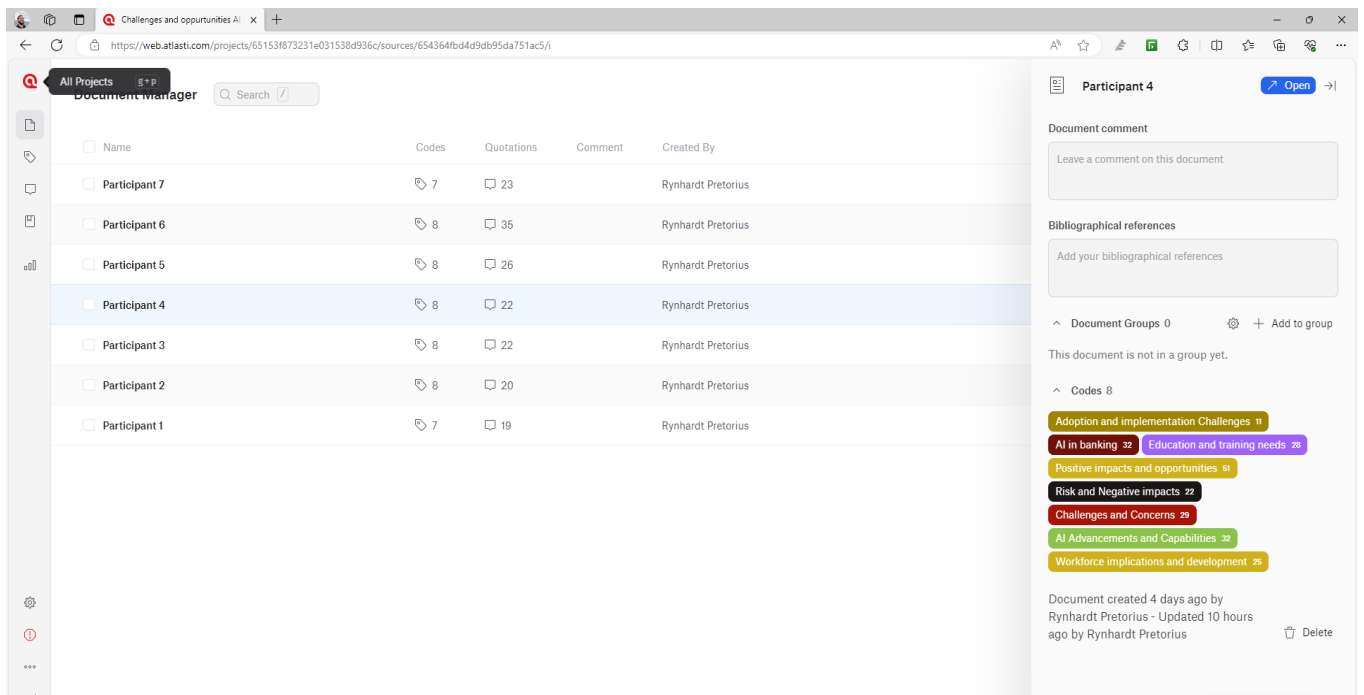 Challenges and oppurtunities AI
https://web.atlasti.com/projects/65153f873231e031538d936c/sources/654364fbd4d9db95da751ac5/i
All Projects g+p
Document Manager
Search /
Name Codes Quotations Comment Created By
Participant 7 7 23 Rynhardt Pretorius
Participant 6 8 35 Rynhardt Pretorius
Participant 5 8 26 Rynhardt Pretorius
Participant 4 8 22 Rynhardt Pretorius
Participant 3 8 22 Rynhardt Pretorius
Participant 2 8 20 Rynhardt Pretorius
Participant 1 7 19 Rynhardt Pretorius
Participant 4 Open
Document comment
Leave a comment on this document
Bibliographical references
Add your bibliographical references
Document Groups 0 + Add to group
This document is not in a group yet.
Codes 8
Adoption and implementation Challenges 11
AI in banking 32 Education and training needs 28
Positive impacts and opportunities 51
Risk and Negative impacts 22
Challenges and Concerns 29
AI Advancements and Capabilities 32
Workforce implications and development 25
Document created 4 days ago by
Rynhardt Pretorius - Updated 10 hours
ago by Rynhardt Pretorius
Delete